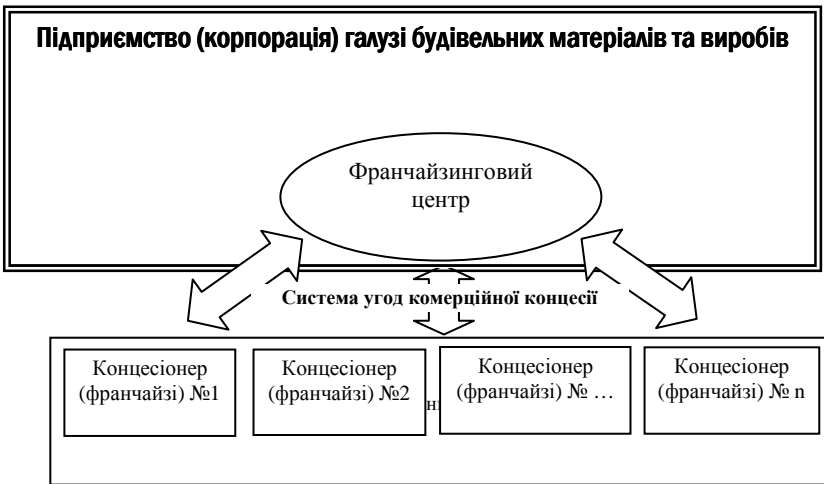 Підприємство (корпорація) галузі будівельних матеріалів та виробів
Франчайзинговий
центр
Система угод комерційної концесії
Концесіонер
(франчайзі) №1
Концесіонер
(франчайзі) №2
Концесіонер
(франчайзі) № …
Концесіонер
(франчайзі) № n